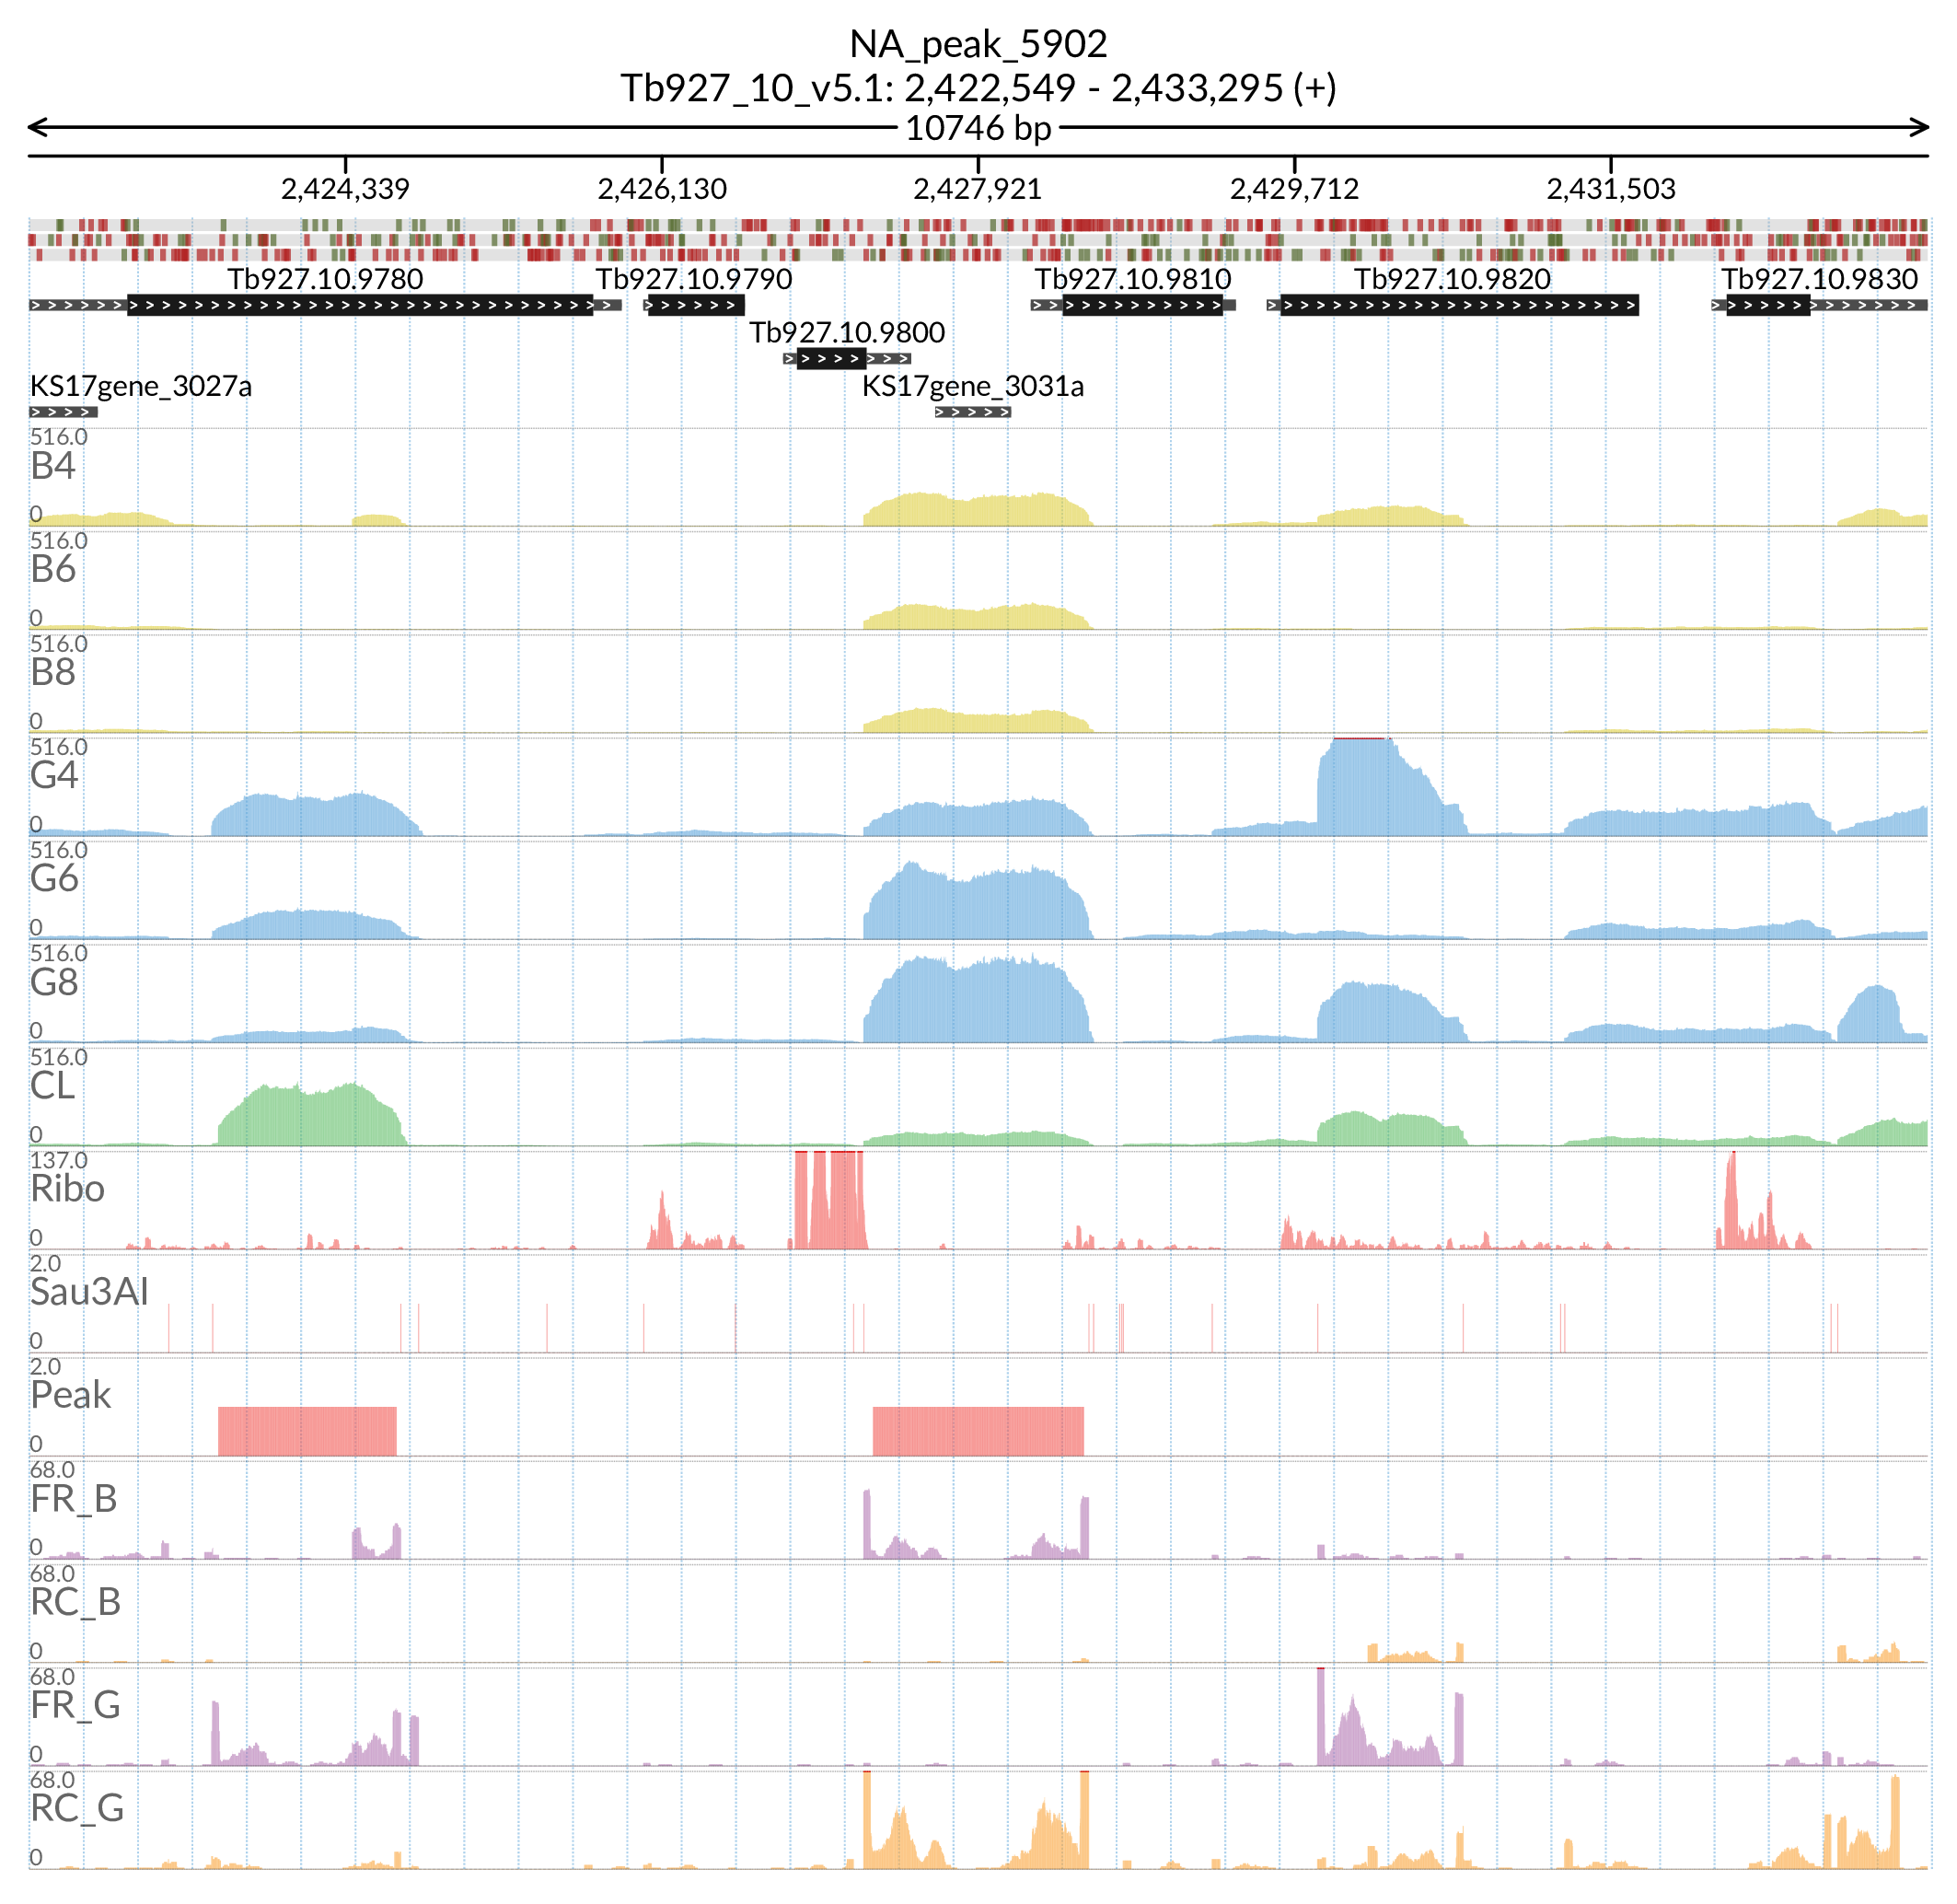 NA_peak_5902
Tb927_10_v5.1: 2,422,549 - 2,433,295 (+)
10746 bp
2,424,339 2,426,130 2,427,921 2,429,712 2,431,503
Tb927.10.9780 Tb927.10.9790 Tb927.10.9810 Tb927.10.9820 Tb927.10.9830
Tb927.10.9800
KS17gene_3027a KS17gene_3031a
516.0
B4
0
516.0
B6
0
516.0
B8
0
516.0
G4
0
516.0
G6
0
516.0
G8
0
516.0
CL
0
137.0
Ribo
0
2.0
Sau3AI
0
2.0
Peak
0
68.0
FR_B
0
68.0
RC_B
0
68.0
FR_G
0
68.0
RC_G
0